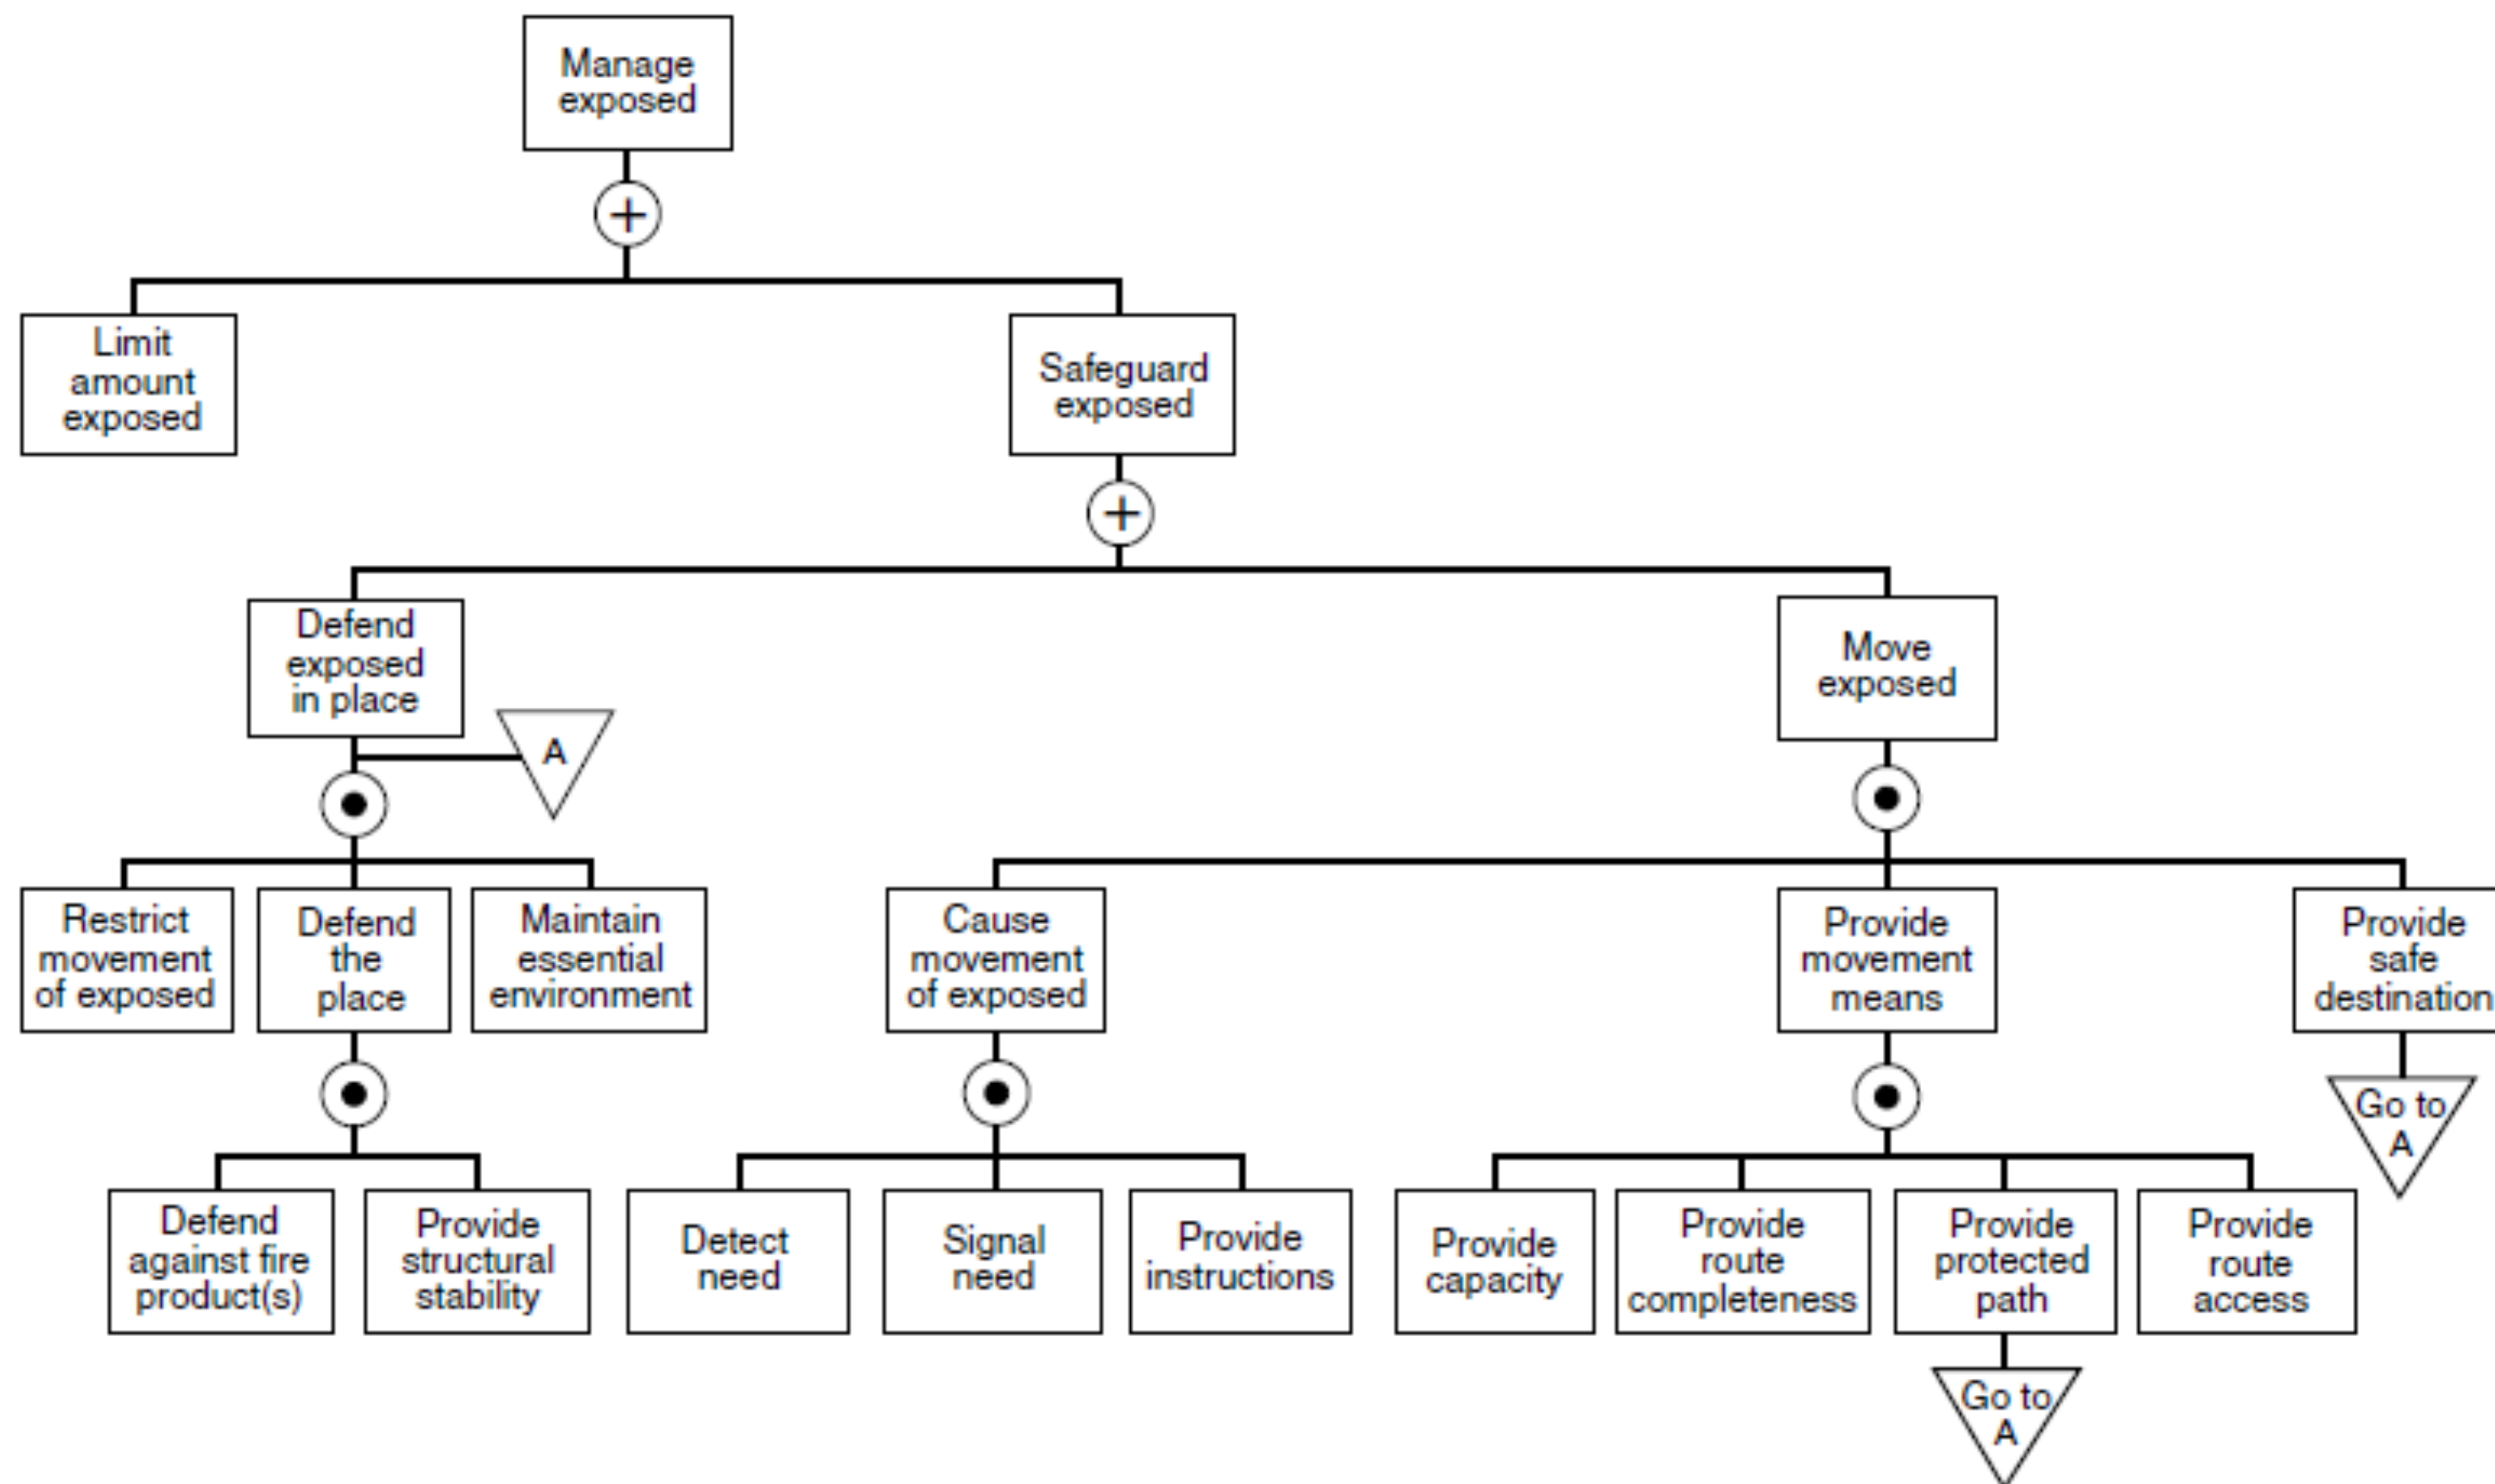 Manage
exposed
Limit
amount
exposed
Safeguard
exposed
Defend
exposed
in place
A
Move
exposed
Restrict
movement
of exposed
Defend
the
place
Maintain
essential
environment
Cause
movement
of exposed
Provide
movement
means
Provide
safe
destination
Go to
A
Defend
against fire
product(s)
Provide
structural
stability
Detect
need
Signal
need
Provide
instructions
Provide
capacity
Provide
route
completeness
Provide
protected
path
Provide
route
access
Go to
A